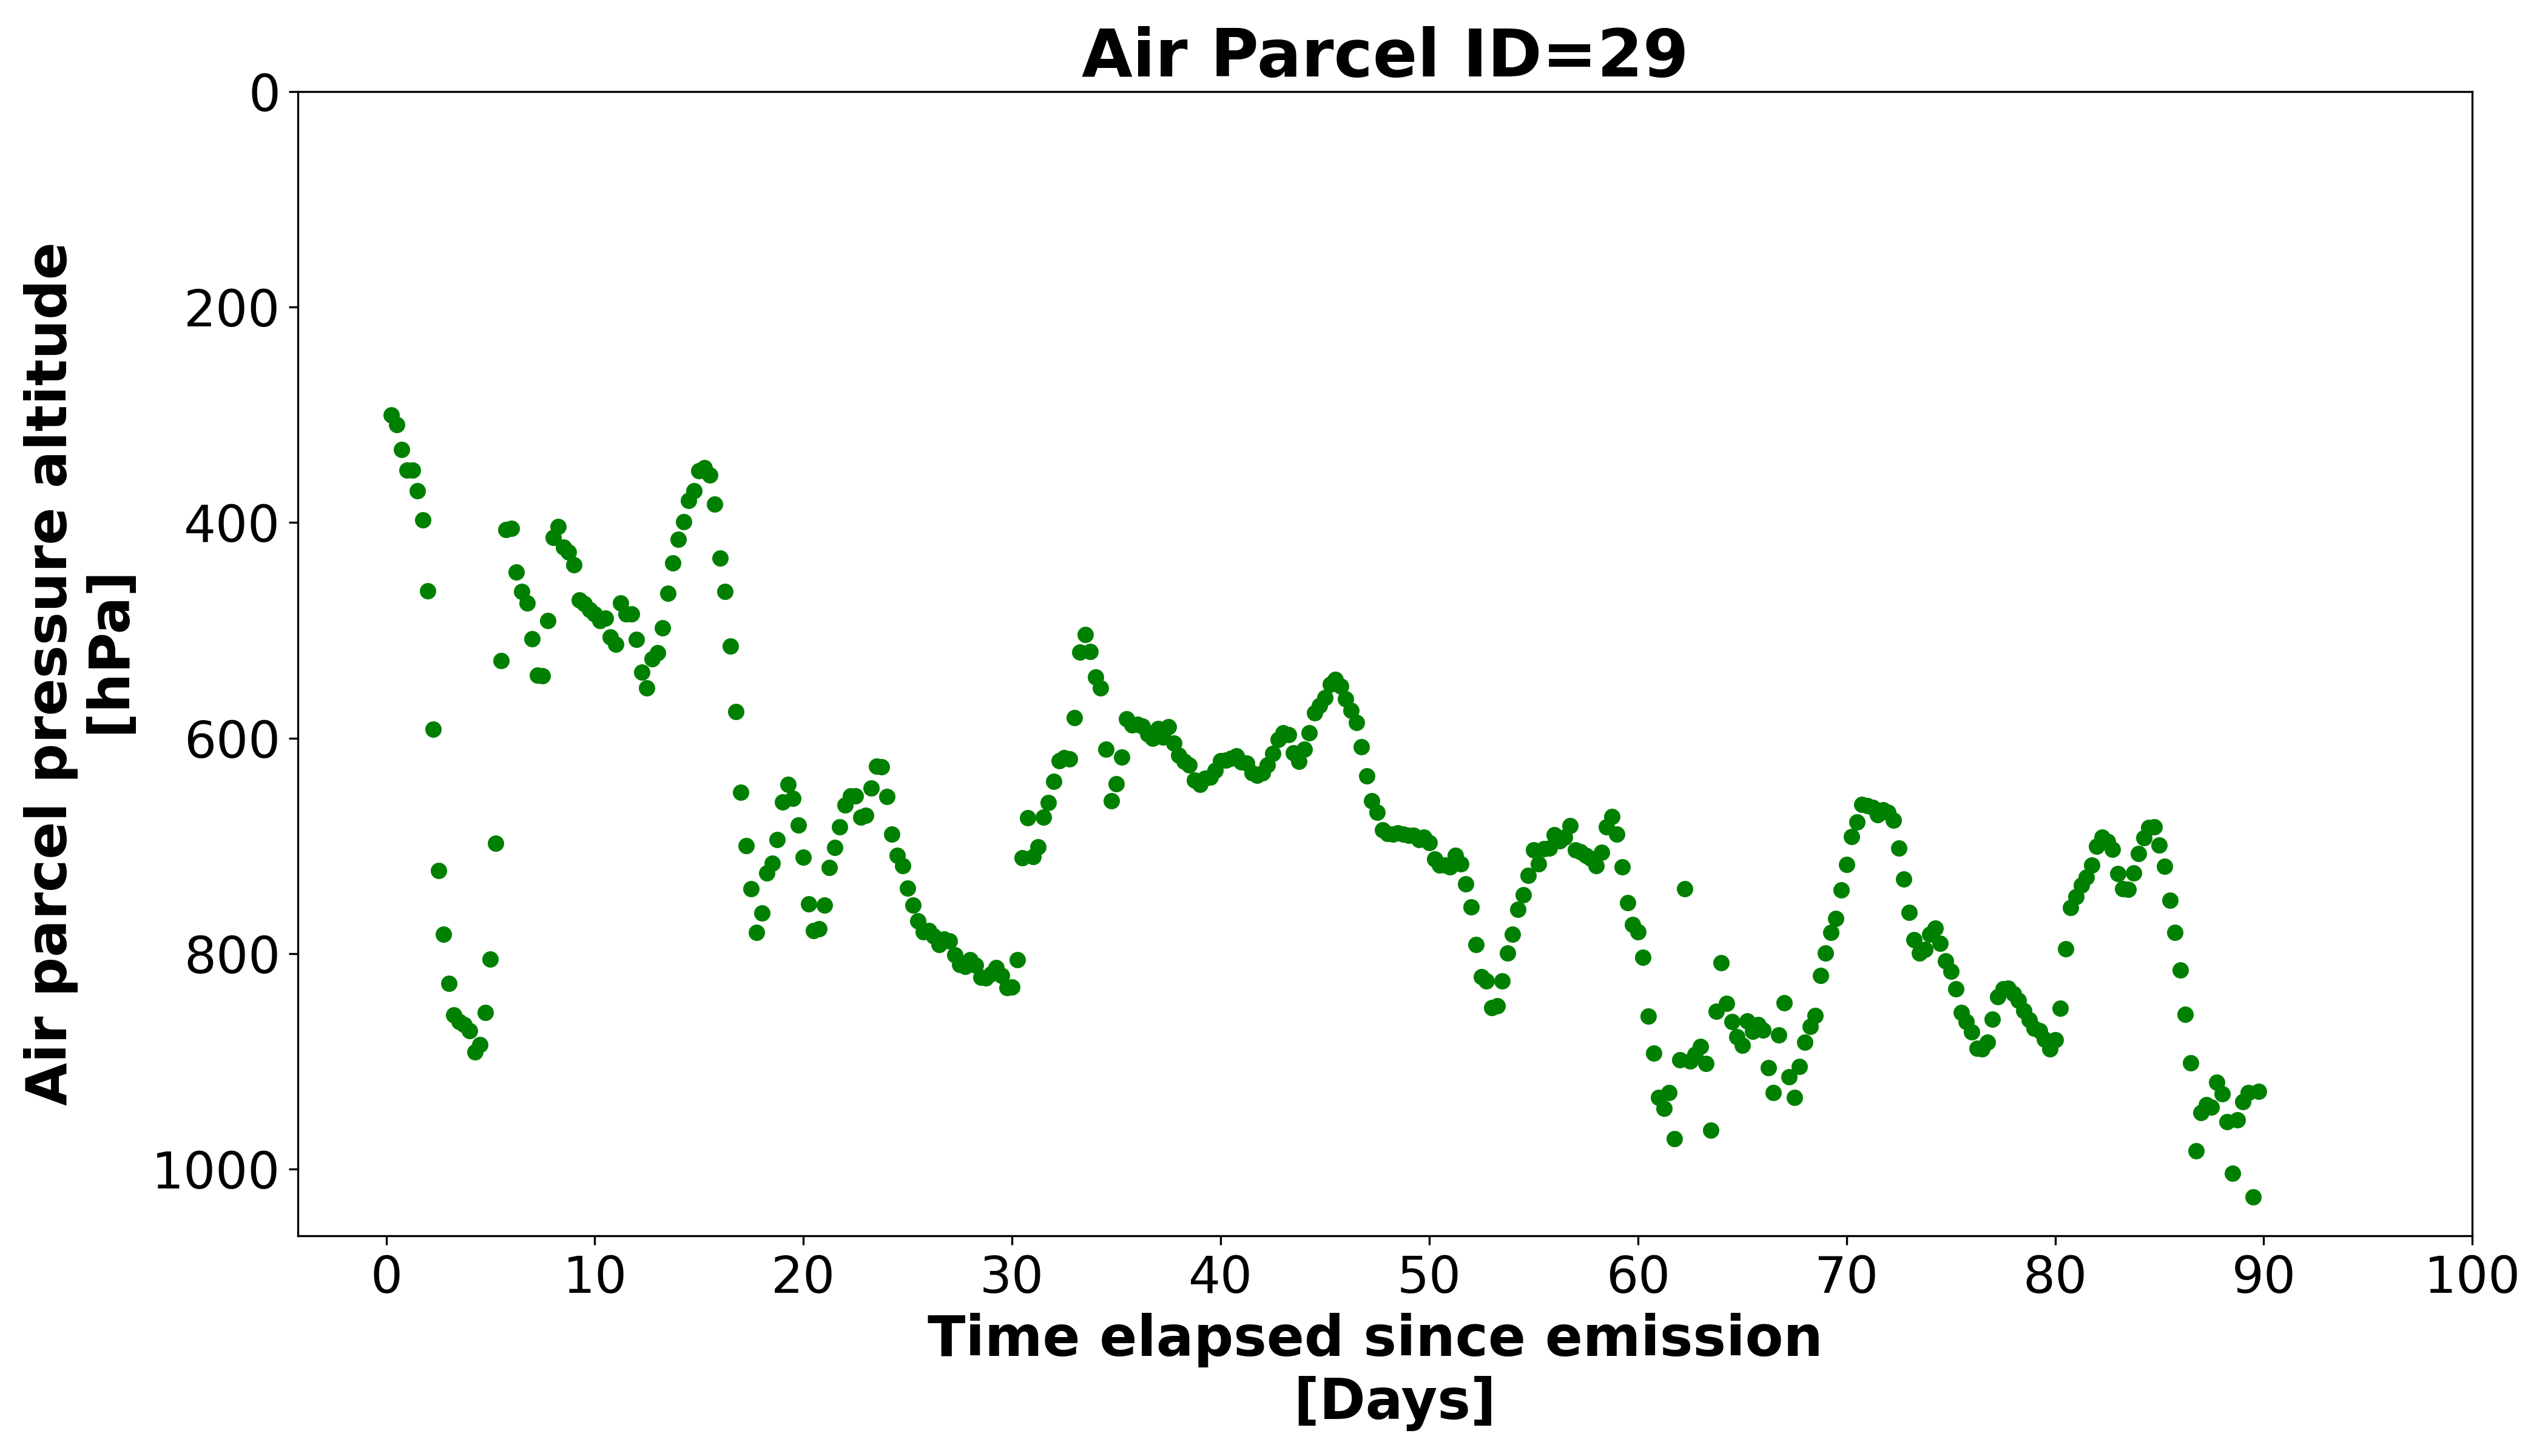 Air Parcel ID=29
Air parcel pressure altitude
[hPa]
0
200
400
600
800
1000
0 10 20 30 40 50 60 70 80 90 100
Time elapsed since emission
[Days]